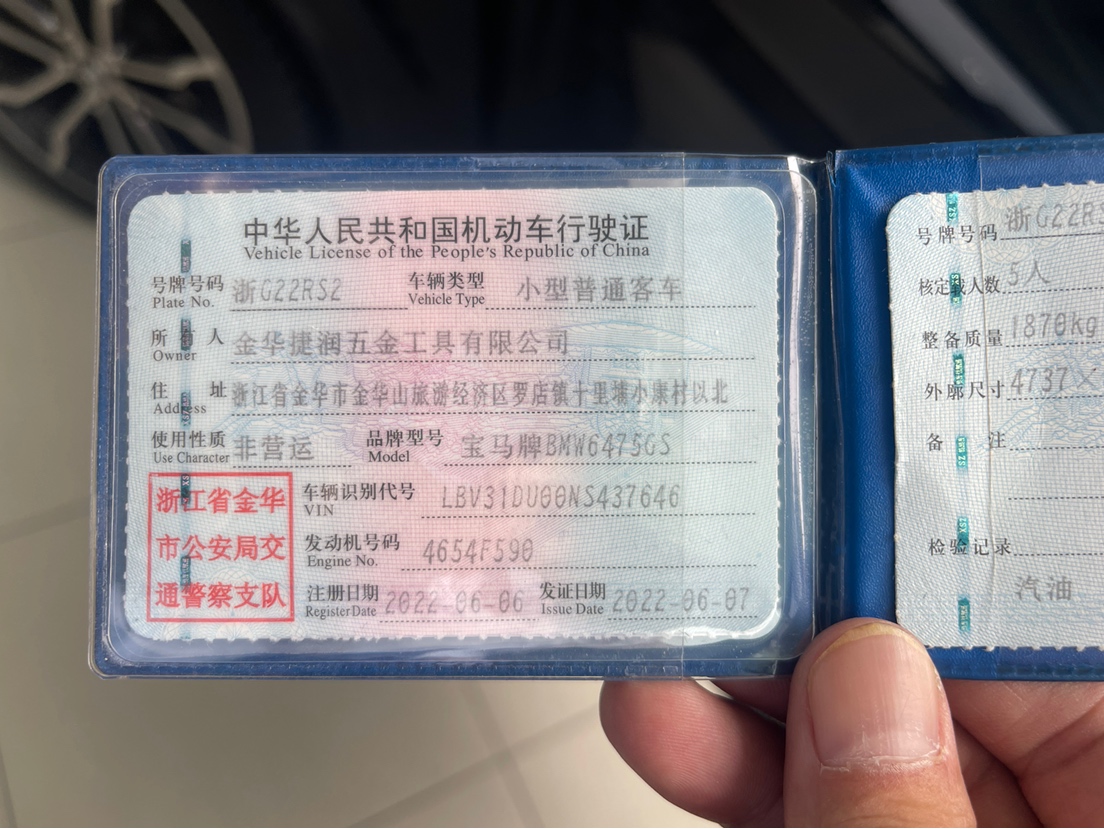 中华人民共和国机动车行驶证
Vehicle License of the People's Republic of China
号牌号码 浙G22RS2 车辆类型 小型普通客车
Plate No. Vehicle Type
所有人 金华捷润五金工具有限公司
Owner
住址 浙江省金华市金华山旅游经济区罗店镇十里塘小康村以北
Address
使用性质 非营运 品牌型号 宝马牌BMW6475GS
Use Character Model
浙江省金华
市公安局交
通警察支队
车辆识别代号 LBV31DU00NS437646
VIN
发动机号码 4654F590
Engine No.
注册日期 2022-06-06 发证日期 2022-06-07
Register Date Issue Date
号牌号码 浙G22RS
核定载人数 5人
整备质量 1870kg
外廓尺寸 4737×
备注
检验记录
汽油